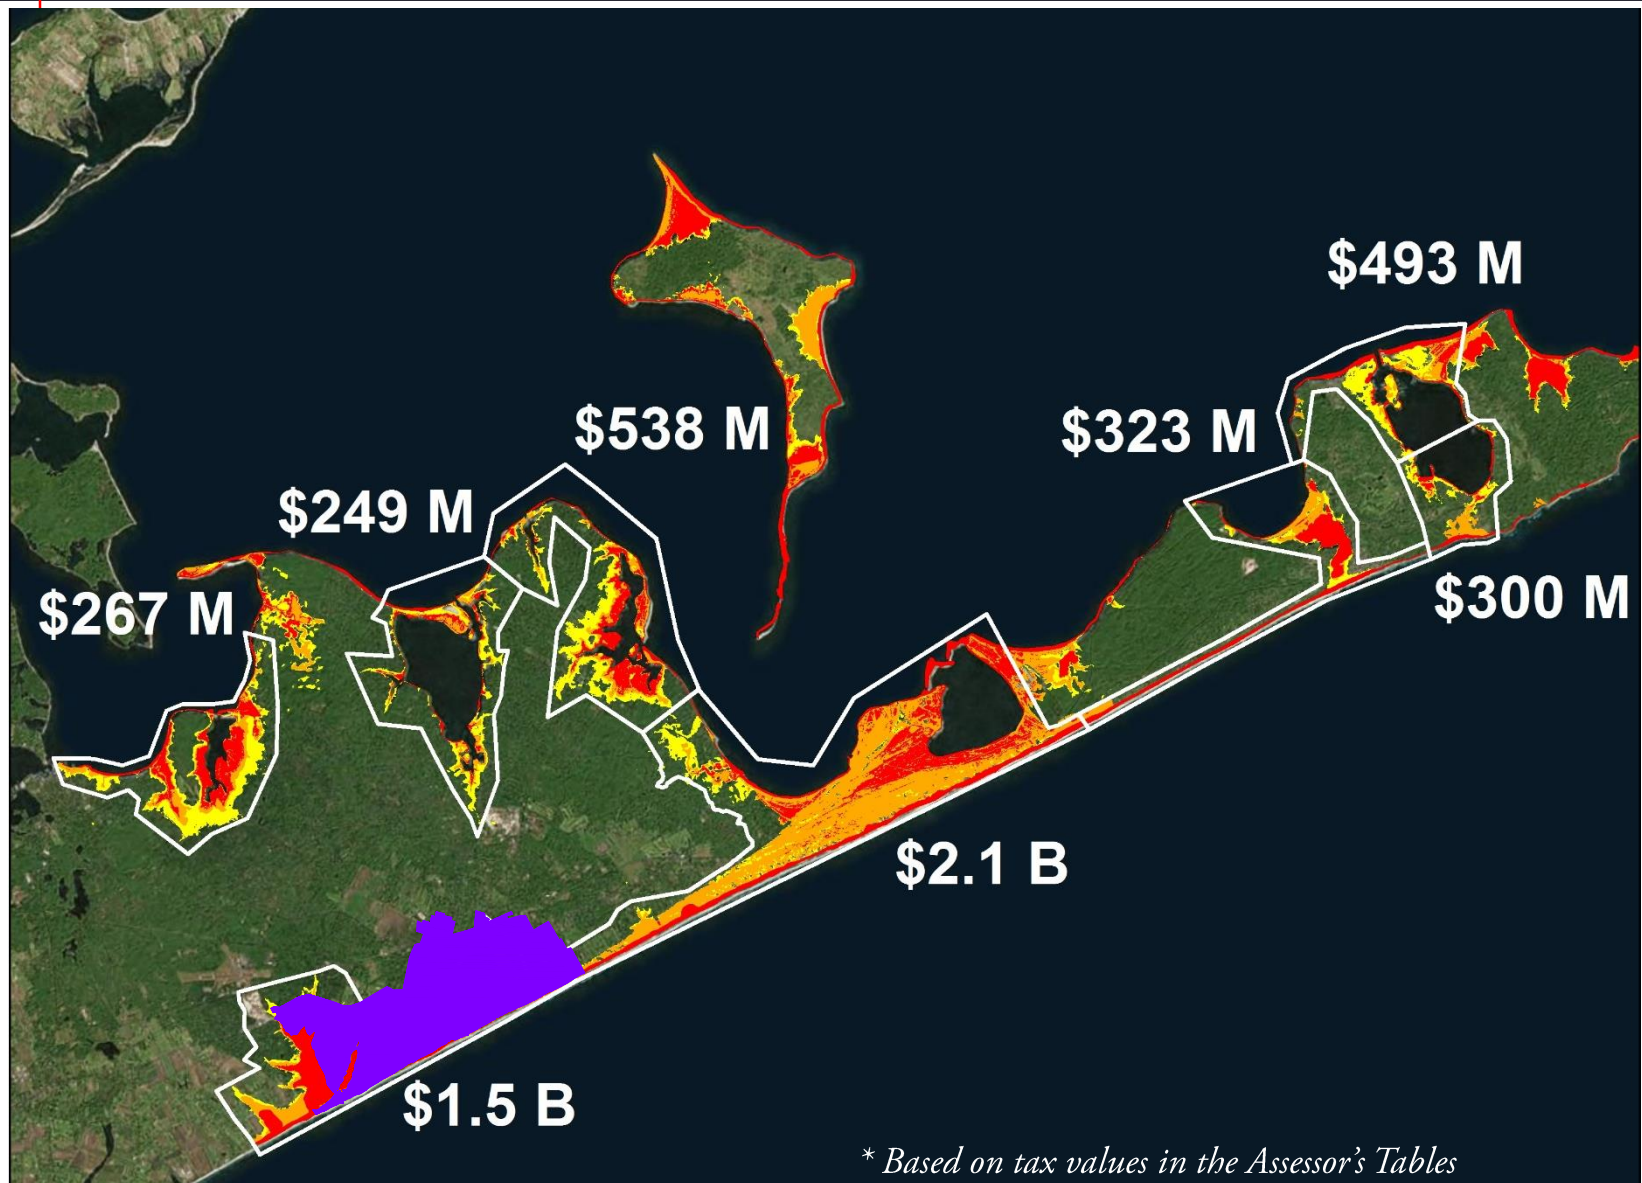 $493 M
$538 M
$323 M
$249 M
$267 M
$300 M
$2.1 B
$1.5 B
* Based on tax values in the Assessor's Tables